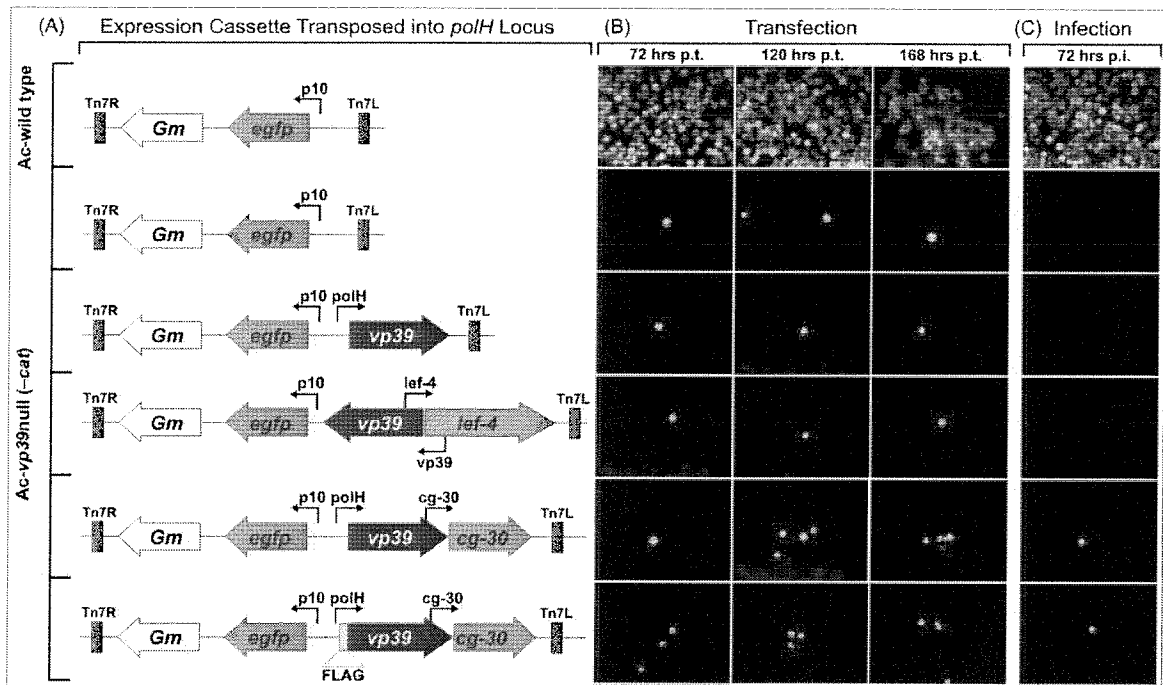 (A) Expression Cassette Transposed into polH Locus
(B) Transfection
(C) Infection
72 hrs p.t. 120 hrs p.t. 168 hrs p.t.
72 hrs p.i.
Ac-wild type
Tn7R p10 Tn7L
Gm egfp
Ac-vp39null (–cat)
Tn7R p10 Tn7L
Gm egfp
Tn7R p10 polH Tn7L
Gm egfp vp39
Tn7R p10 lef-4 Tn7L
Gm egfp vp39 lef-4
vp39
Tn7R p10 polH cg-30 Tn7L
Gm egfp vp39 cg-30
Tn7R p10 polH cg-30 Tn7L
Gm egfp vp39 cg-30
FLAG